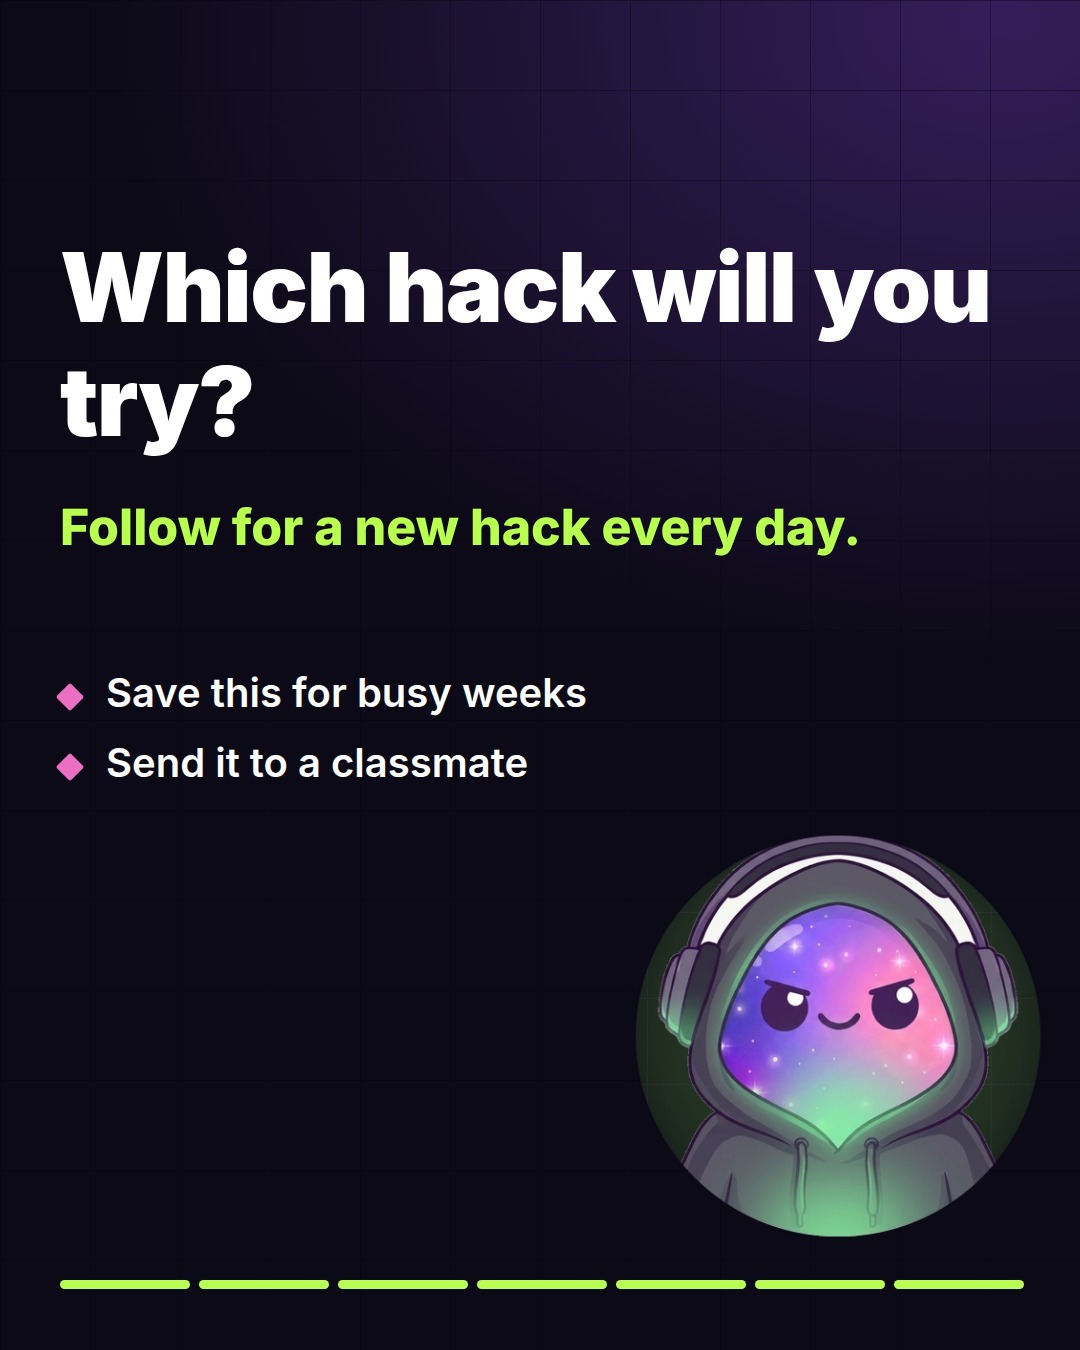 Which hack will you
try?
Follow for a new hack every day.
Save this for busy weeks
Send it to a classmate